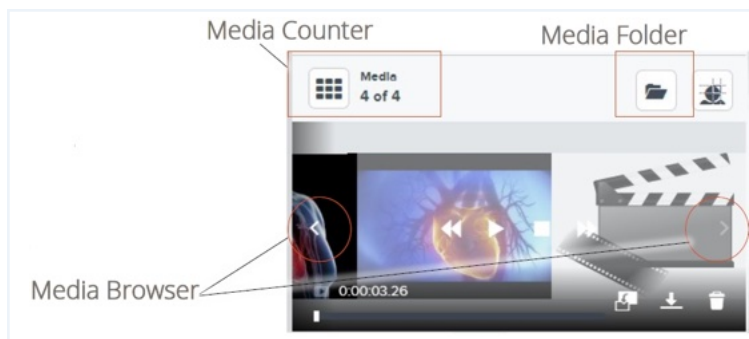 Media Counter
Media Folder
Media
4 of 4
Media Browser
0:00:03.26